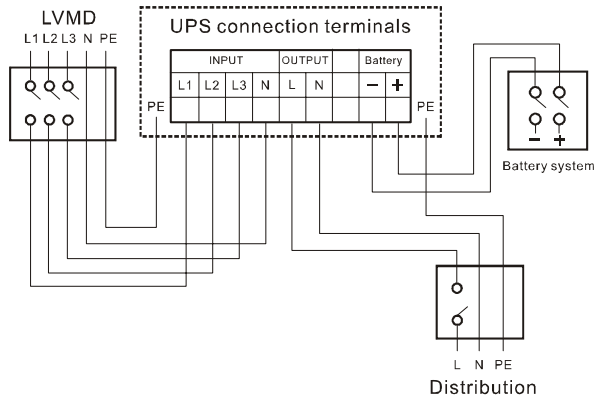 LVMD
L1 L2 L3 N PE
UPS connection terminals
INPUT OUTPUT Battery
L1 L2 L3 N L N − +
PE
PE
− +
Battery system
L N PE
Distribution